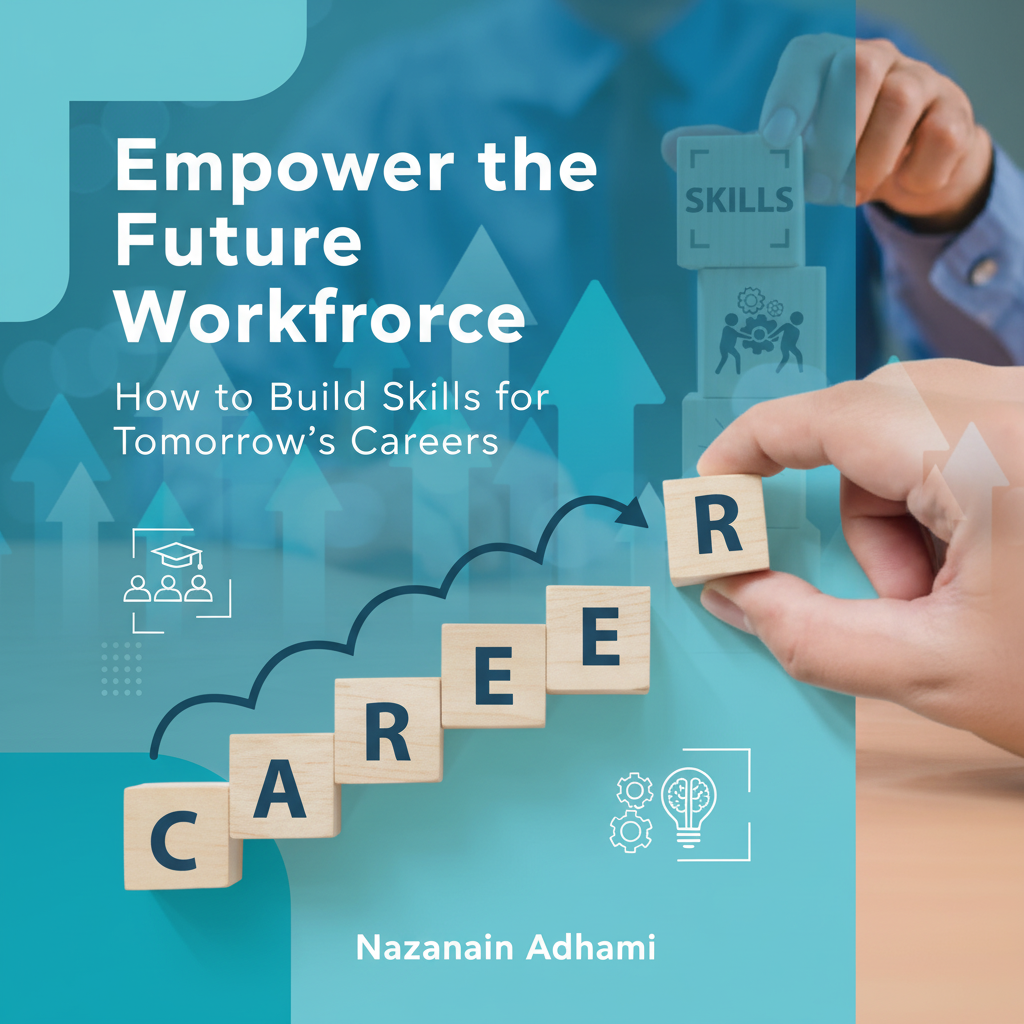 Empower the
Future
Workfrorce
How to Build Skills for
Tomorrow's Careers
SKILLS
C A R E E R
Nazanain Adhami